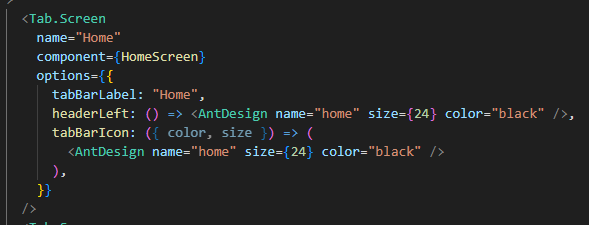 <Tab.Screen
name="Home"
component={HomeScreen}
options={{
tabBarLabel: "Home",
headerLeft: () => <AntDesign name="home" size={24} color="black" />,
tabBarIcon: ({ color, size }) => (
<AntDesign name="home" size={24} color="black" />
),
}}
/>